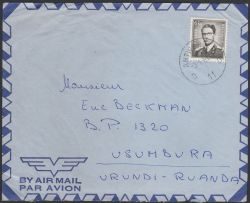 Monsieur
Eric BECKMAN
B.P. 1320
USUMBURA
URUNDI-RUANDA
BY AIR MAIL
PAR AVION